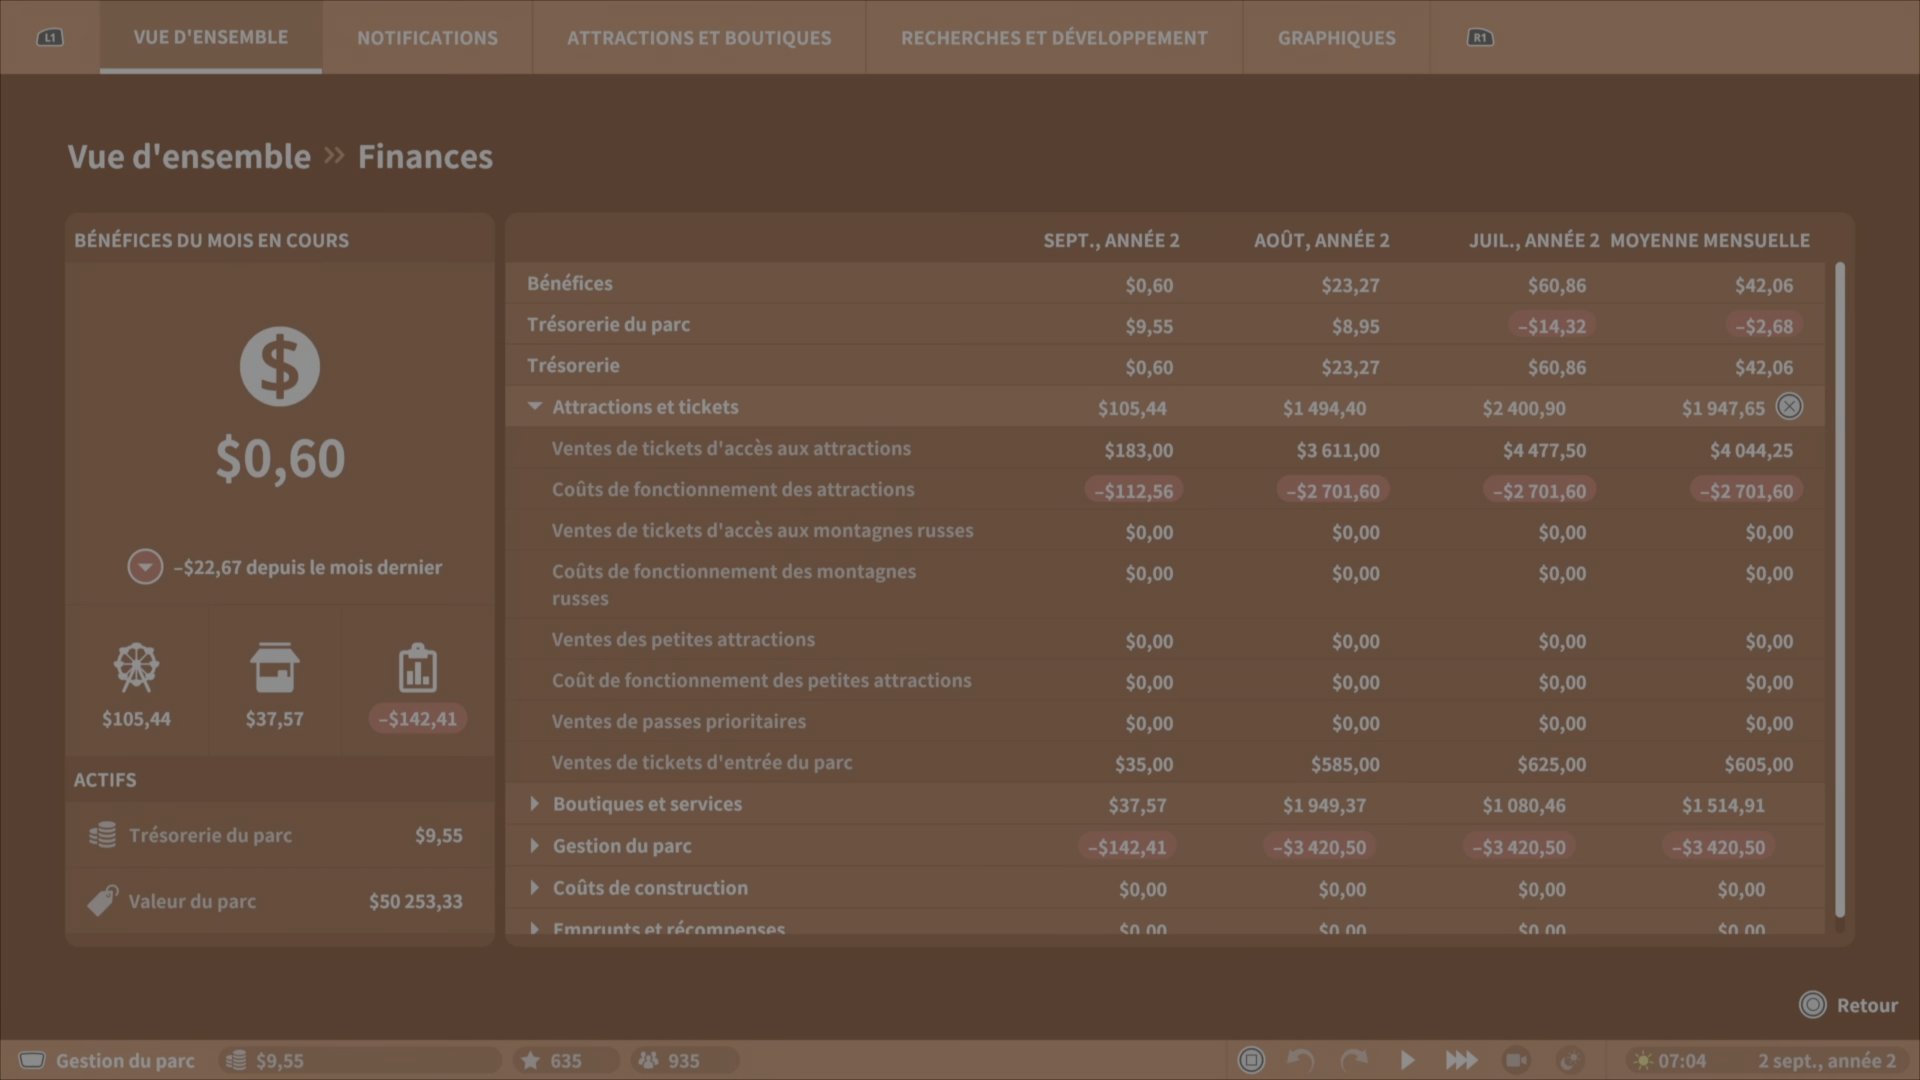 L1 VUE D'ENSEMBLE NOTIFICATIONS ATTRACTIONS ET BOUTIQUES RECHERCHES ET DÉVELOPPEMENT GRAPHIQUES R1
Vue d'ensemble » Finances
BÉNÉFICES DU MOIS EN COURS
$0,60
–$22,67 depuis le mois dernier
$105,44 $37,57 –$142,41
ACTIFS
Trésorerie du parc $9,55
Valeur du parc $50 253,33
SEPT., ANNÉE 2 AOÛT, ANNÉE 2 JUIL., ANNÉE 2 MOYENNE MENSUELLE
Bénéfices $0,60 $23,27 $60,86 $42,06
Trésorerie du parc $9,55 $8,95 –$14,32 –$2,68
Trésorerie $0,60 $23,27 $60,86 $42,06
Attractions et tickets $105,44 $1 494,40 $2 400,90 $1 947,65
Ventes de tickets d'accès aux attractions $183,00 $3 611,00 $4 477,50 $4 044,25
Coûts de fonctionnement des attractions –$112,56 –$2 701,60 –$2 701,60 –$2 701,60
Ventes de tickets d'accès aux montagnes russes $0,00 $0,00 $0,00 $0,00
Coûts de fonctionnement des montagnes $0,00 $0,00 $0,00 $0,00
russes
Ventes des petites attractions $0,00 $0,00 $0,00 $0,00
Coût de fonctionnement des petites attractions $0,00 $0,00 $0,00 $0,00
Ventes de passes prioritaires $0,00 $0,00 $0,00 $0,00
Ventes de tickets d'entrée du parc $35,00 $585,00 $625,00 $605,00
Boutiques et services $37,57 $1 949,37 $1 080,46 $1 514,91
Gestion du parc –$142,41 –$3 420,50 –$3 420,50 –$3 420,50
Coûts de construction $0,00 $0,00 $0,00 $0,00
Emprunts et récompenses $0,00 $0,00 $0,00 $0,00
Retour
Gestion du parc $9,55 635 935 07:04 2 sept., année 2